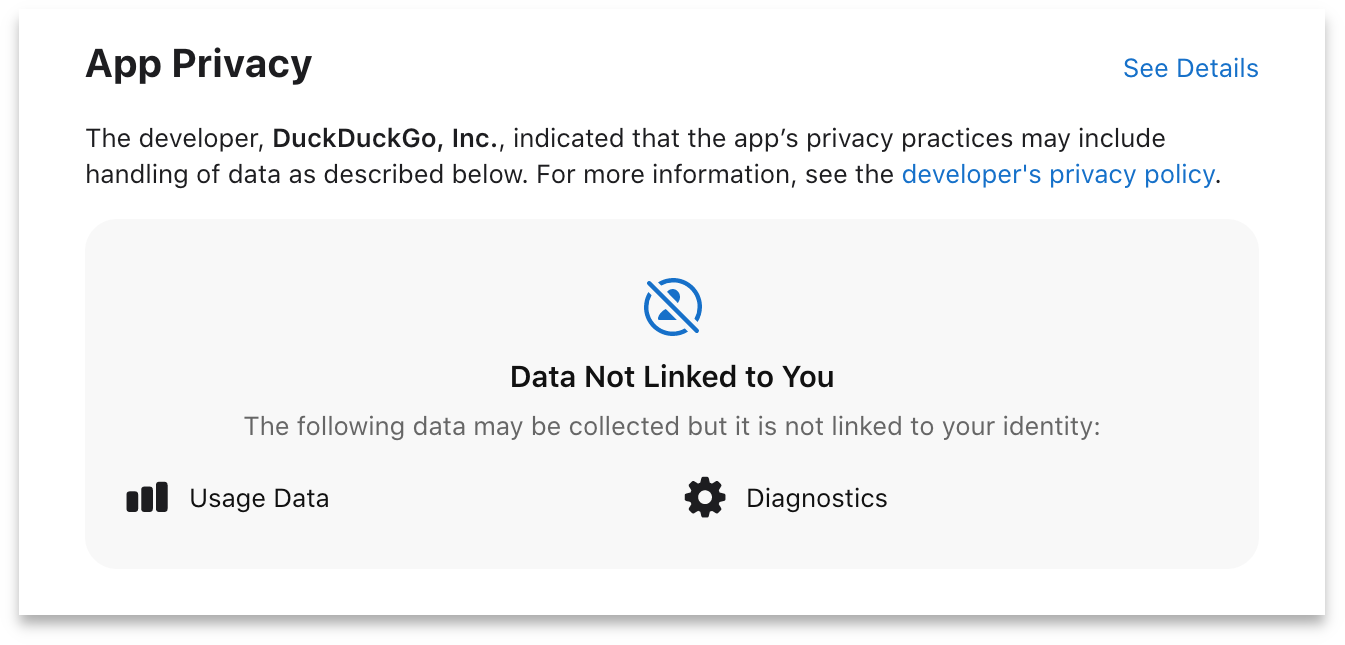 App Privacy
See Details
The developer, DuckDuckGo, Inc., indicated that the app’s privacy practices may include
handling of data as described below. For more information, see the developer's privacy policy.
Data Not Linked to You
The following data may be collected but it is not linked to your identity:
Usage Data
Diagnostics